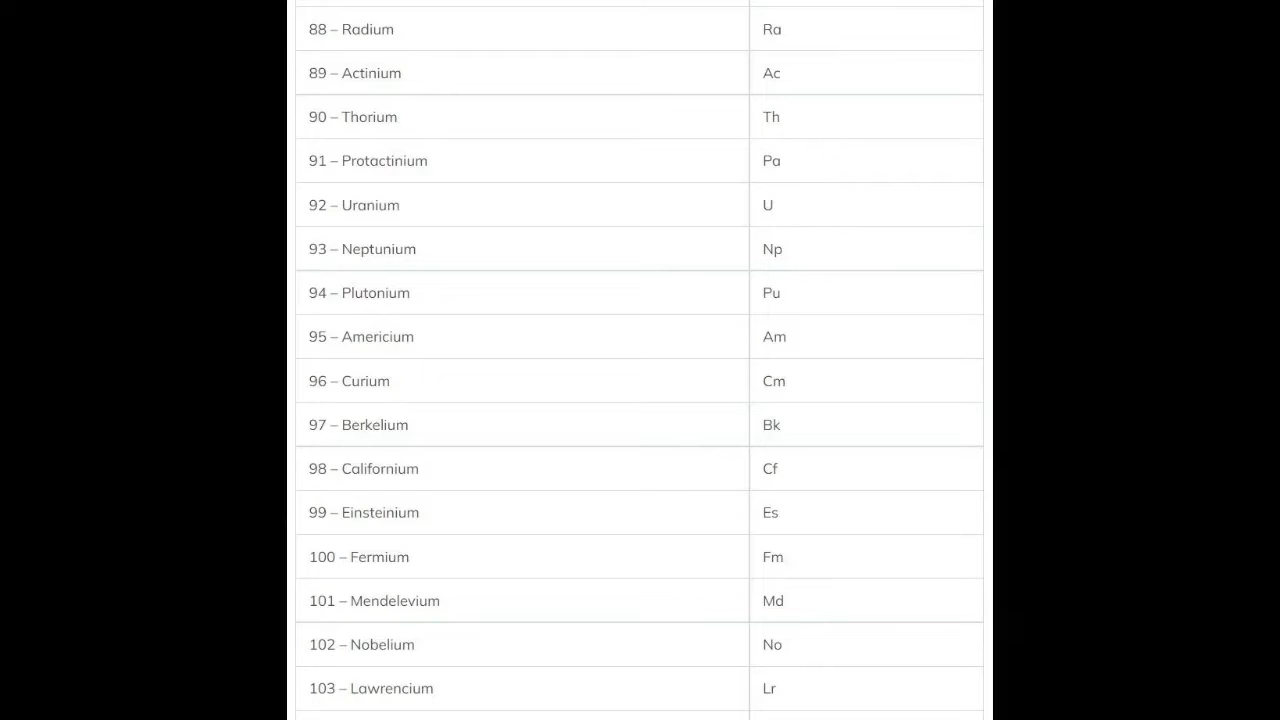 88 – Radium Ra
89 – Actinium Ac
90 – Thorium Th
91 – Protactinium Pa
92 – Uranium U
93 – Neptunium Np
94 – Plutonium Pu
95 – Americium Am
96 – Curium Cm
97 – Berkelium Bk
98 – Californium Cf
99 – Einsteinium Es
100 – Fermium Fm
101 – Mendelevium Md
102 – Nobelium No
103 – Lawrencium Lr